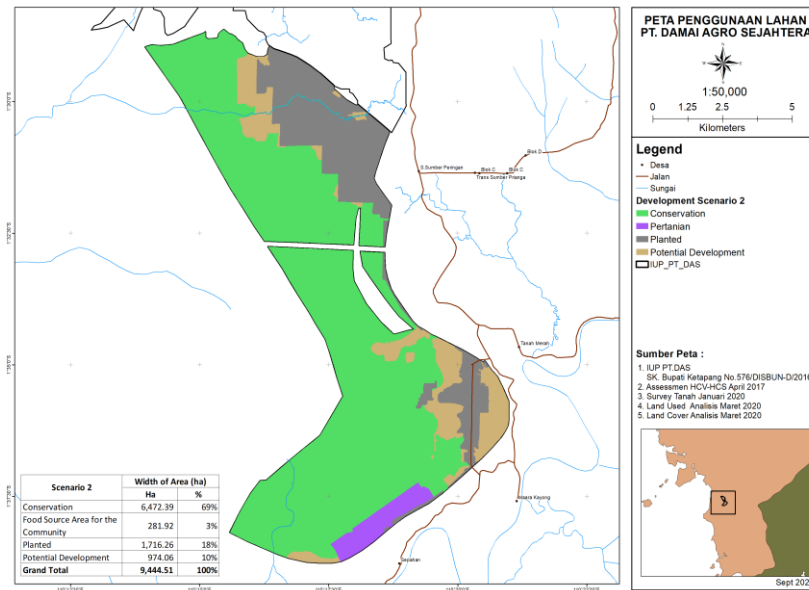 PETA PENGGUNAAN LAHAN
PT. DAMAI AGRO SEJAHTERA
1:50,000
0 1.25 2.5 5
Kilometers
Legend
Desa
Jalan
Sungai
Development Scenario 2
Conservation
Pertanian
Planted
Potential Development
IUP_PT_DAS
Sumber Peta :
1. IUP PT.DAS
SK. Bupati Ketapang No.576/DISBUN-D/2016
2. Assessmen HCV-HCS April 2017
3. Survey Tanah Januari 2020
4. Land Used Analisis Maret 2020
5. Land Cover Analisis Maret 2020
Blok D
S.Sumber Peringan
Blok C
Blok C
Trans Sumber Prianga
Tanah Merah
Muara Kayong
Scenario 2 Width of Area (ha)
Ha %
Conservation 6,472.39 69%
Food Source Area for the
Community 281.92 3%
Planted 1,716.26 18%
Potential Development 974.06 10%
Grand Total 9,444.51 100%